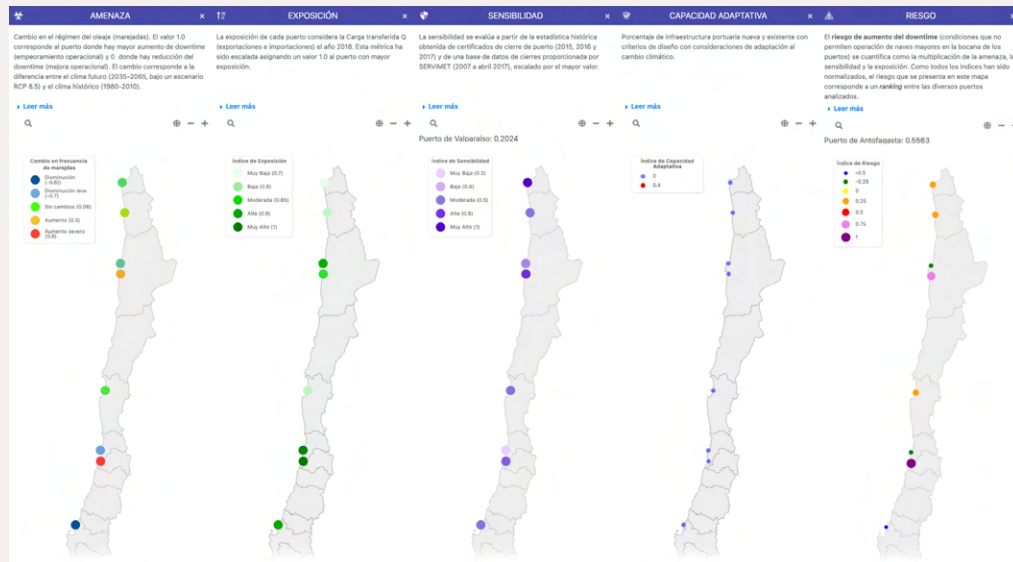 AMENAZA ×
Cambio en el régimen del oleaje (marejadas). El valor 1.0
corresponde al puerto donde hay mayor aumento de downtime
(empeoramiento operacional) y 0 donde hay reducción del
downtime (mejora operacional). El cambio corresponde a la
diferencia entre el clima futuro (2035-2065, bajo un escenario
RCP 8.5) y el clima histórico (1980-2010).
Leer más
Cambio en frecuencia
de marejadas
Disminución
Disminución leve
Sin cambios (0.08)
Aumento (0.3)
Aumento severo
EXPOSICIÓN ×
La exposición de cada puerto considera la Carga transferida Q
(exportaciones e importaciones) el año 2018. Esta métrica ha
sido escalada asignando un valor 1.0 al puerto con mayor
exposición.
Leer más
Índice de Exposición
Muy Baja (0.7)
Baja (0.8)
Moderada (0.85)
Alta (0.9)
Muy Alta (1)
SENSIBILIDAD ×
La sensibilidad se evalúa a partir de la estadística histórica
obtenida de certificados de cierre de puerto (2015, 2016 y
2017) y de una base de datos de cierres proporcionada por
SERVIMET (2007 a abril 2017), escalado por el mayor valor.
Leer más
Puerto de Valparaíso: 0.2024
Índice de Sensibilidad
Muy Baja (0.3)
Baja (0.4)
Moderada (0.5)
Alta (0.8)
Muy Alto (1)
CAPACIDAD ADAPTATIVA ×
Porcentaje de infraestructura portuaria nueva y existente con
criterios de diseño con consideraciones de adaptación al
cambio climático.
Leer más
Índice de Capacidad
Adaptativa
0
0.4
RIESGO
El riesgo de aumento del downtime (condiciones que no
permiten operación de naves mayores en la bocana de los
puertos) se cuantifica como la multiplicación de la amenaza, la
sensibilidad y la exposición. Como todos los índices han sido
normalizados, el riesgo que se presenta en este mapa
corresponde a un ranking entre las diversos puertos
analizados.
Leer más
Puerto de Antofagasta: 0.5563
Índice de Riesgo
-0.5
-0.25
0
0.25
0.5
0.75
1